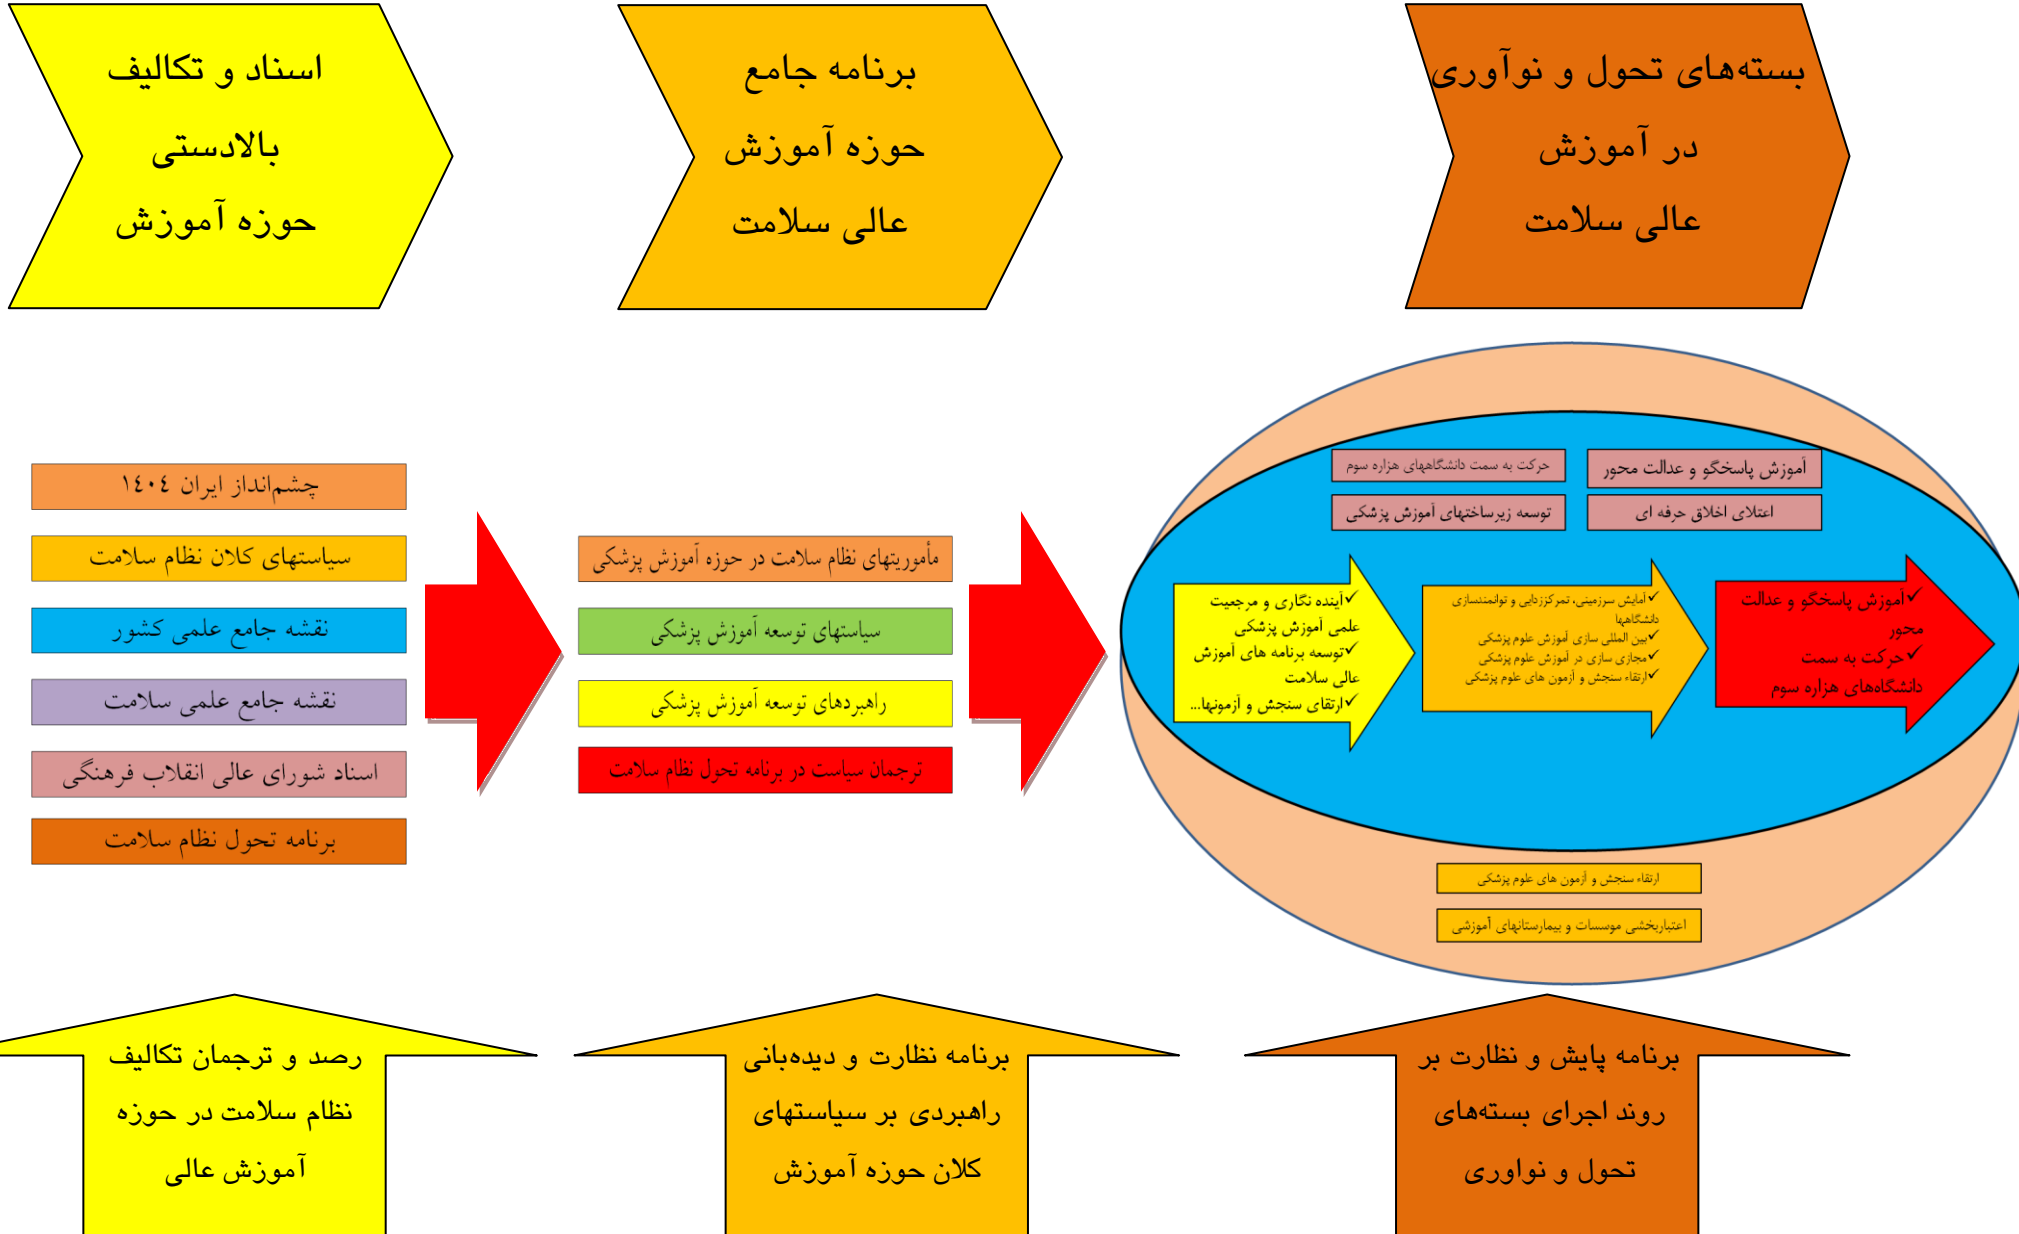 اسناد و تکالیف
بالادستی
حوزه آموزش
برنامه جامع
حوزه آموزش
عالی سلامت
بسته‌های تحول و نوآوری
در آموزش
عالی سلامت
چشم‌انداز ایران ١٤٠٤
سیاستهای کلان نظام سلامت
نقشه جامع علمی کشور
نقشه جامع علمی سلامت
اسناد شورای عالی انقلاب فرهنگی
برنامه تحول نظام سلامت
مأموریتهای نظام سلامت در حوزه آموزش پزشکی
سیاستهای توسعه آموزش پزشکی
راهبردهای توسعه آموزش پزشکی
ترجمان سیاست در برنامه تحول نظام سلامت
آموزش پاسخگو و عدالت محور
حرکت به سمت دانشگاههای هزاره سوم
اعتلای اخلاق حرفه ای
توسعه زیرساختهای آموزش پزشکی
✓آینده نگاری و مرجعیت
علمی آموزش پزشکی
✓توسعه برنامه های آموزش
عالی سلامت
✓ارتقای سنجش و آزمونها...
✓آمایش سرزمینی، تمرکززدایی و توانمندسازی
دانشگاهها
✓بین المللی سازی آموزش علوم پزشکی
✓مجازی سازی در آموزش علوم پزشکی
✓ارتقاء سنجش و آزمون های علوم پزشکی
✓آموزش پاسخگو و عدالت
محور
✓حرکت به سمت
دانشگاه‌های هزاره سوم
ارتقاء سنجش و آزمون های علوم پزشکی
اعتباربخشی موسسات و بیمارستانهای آموزشی
رصد و ترجمان تکالیف
نظام سلامت در حوزه
آموزش عالی
برنامه نظارت و دیده‌بانی
راهبردی بر سیاستهای
کلان حوزه آموزش
برنامه پایش و نظارت بر
روند اجرای بسته‌های
تحول و نواوری